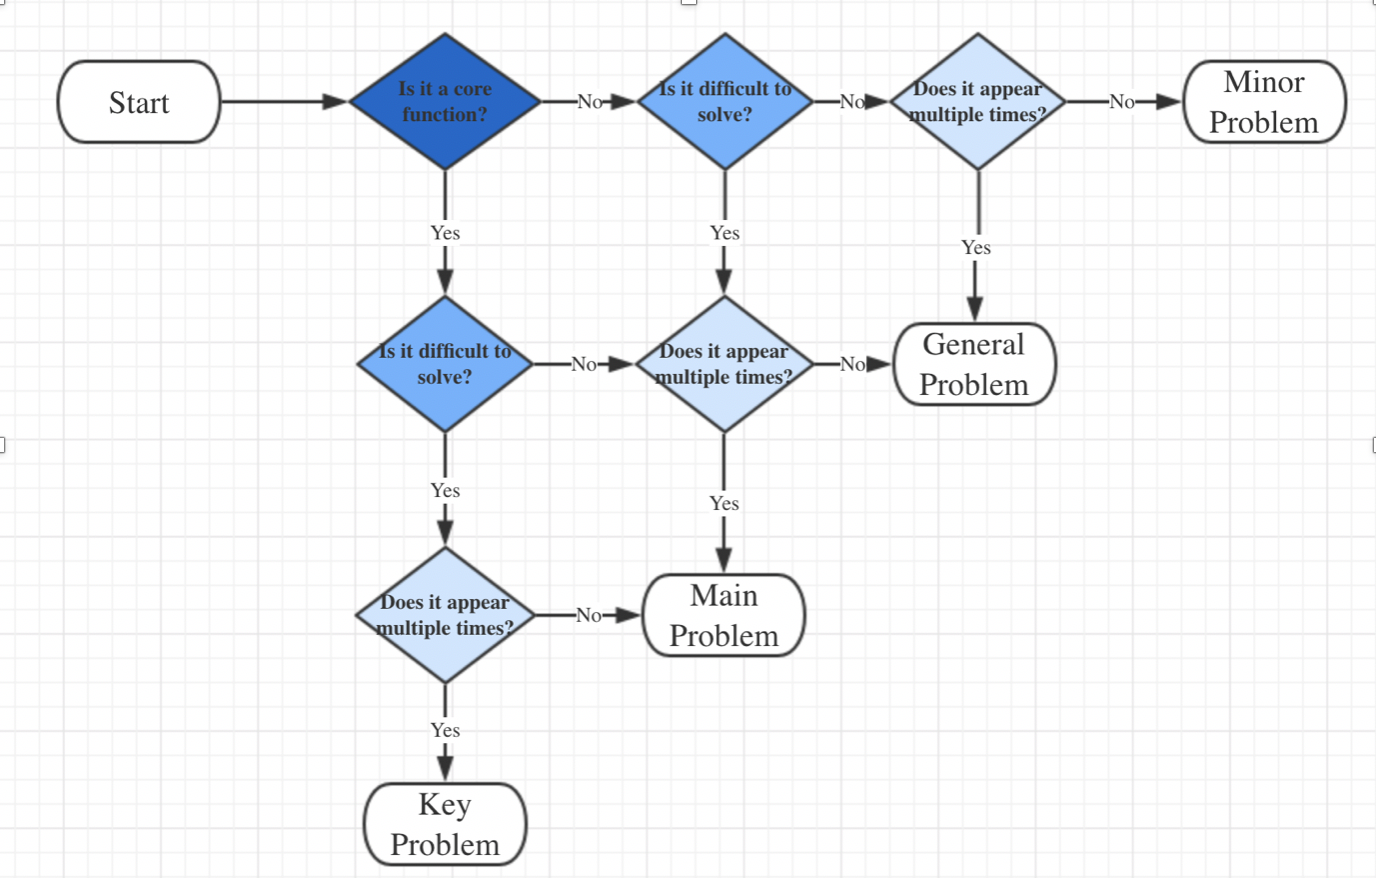 Start
Is it a core
function?
No
Is it difficult to
solve?
No
Does it appear
multiple times?
No
Minor
Problem
Yes
Yes
Yes
Is it difficult to
solve?
No
Does it appear
multiple times?
No
General
Problem
Yes
Yes
Does it appear
multiple times?
No
Main
Problem
Yes
Key
Problem